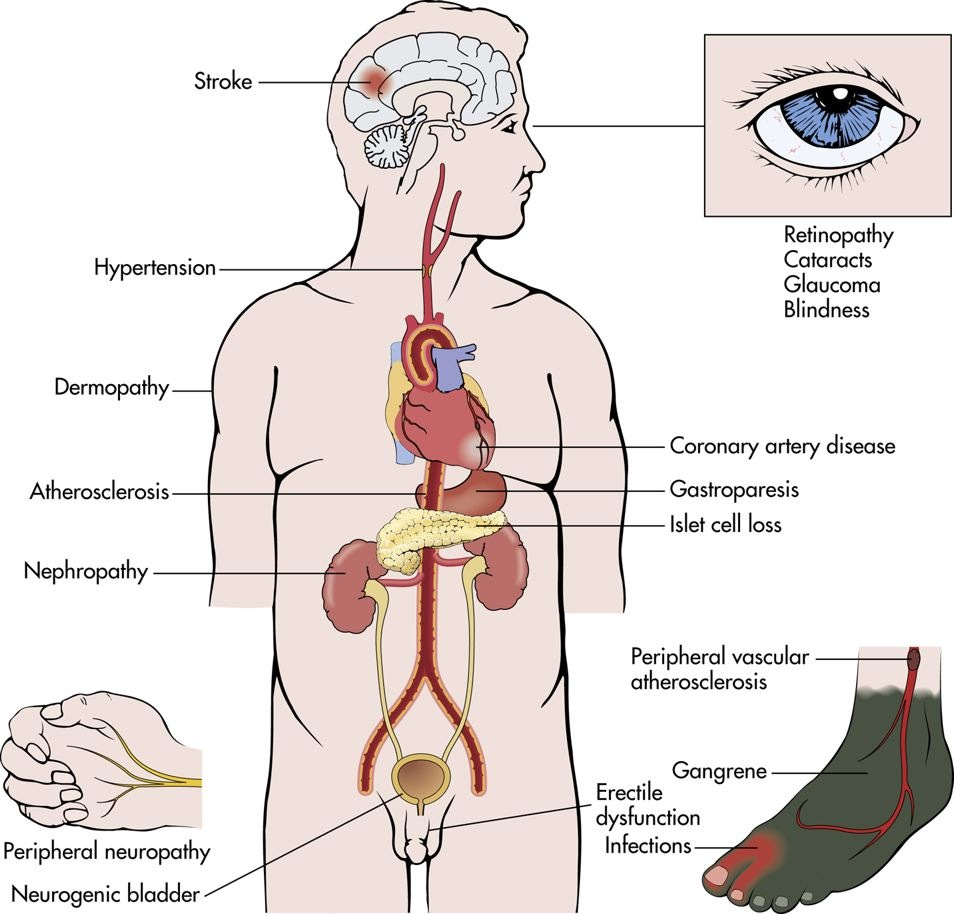 Stroke
Retinopathy
Cataracts
Glaucoma
Blindness
Hypertension
Dermopathy
Coronary artery disease
Atherosclerosis
Gastroparesis
Islet cell loss
Nephropathy
Peripheral vascular
atherosclerosis
Gangrene
Erectile
dysfunction
Infections
Peripheral neuropathy
Neurogenic bladder